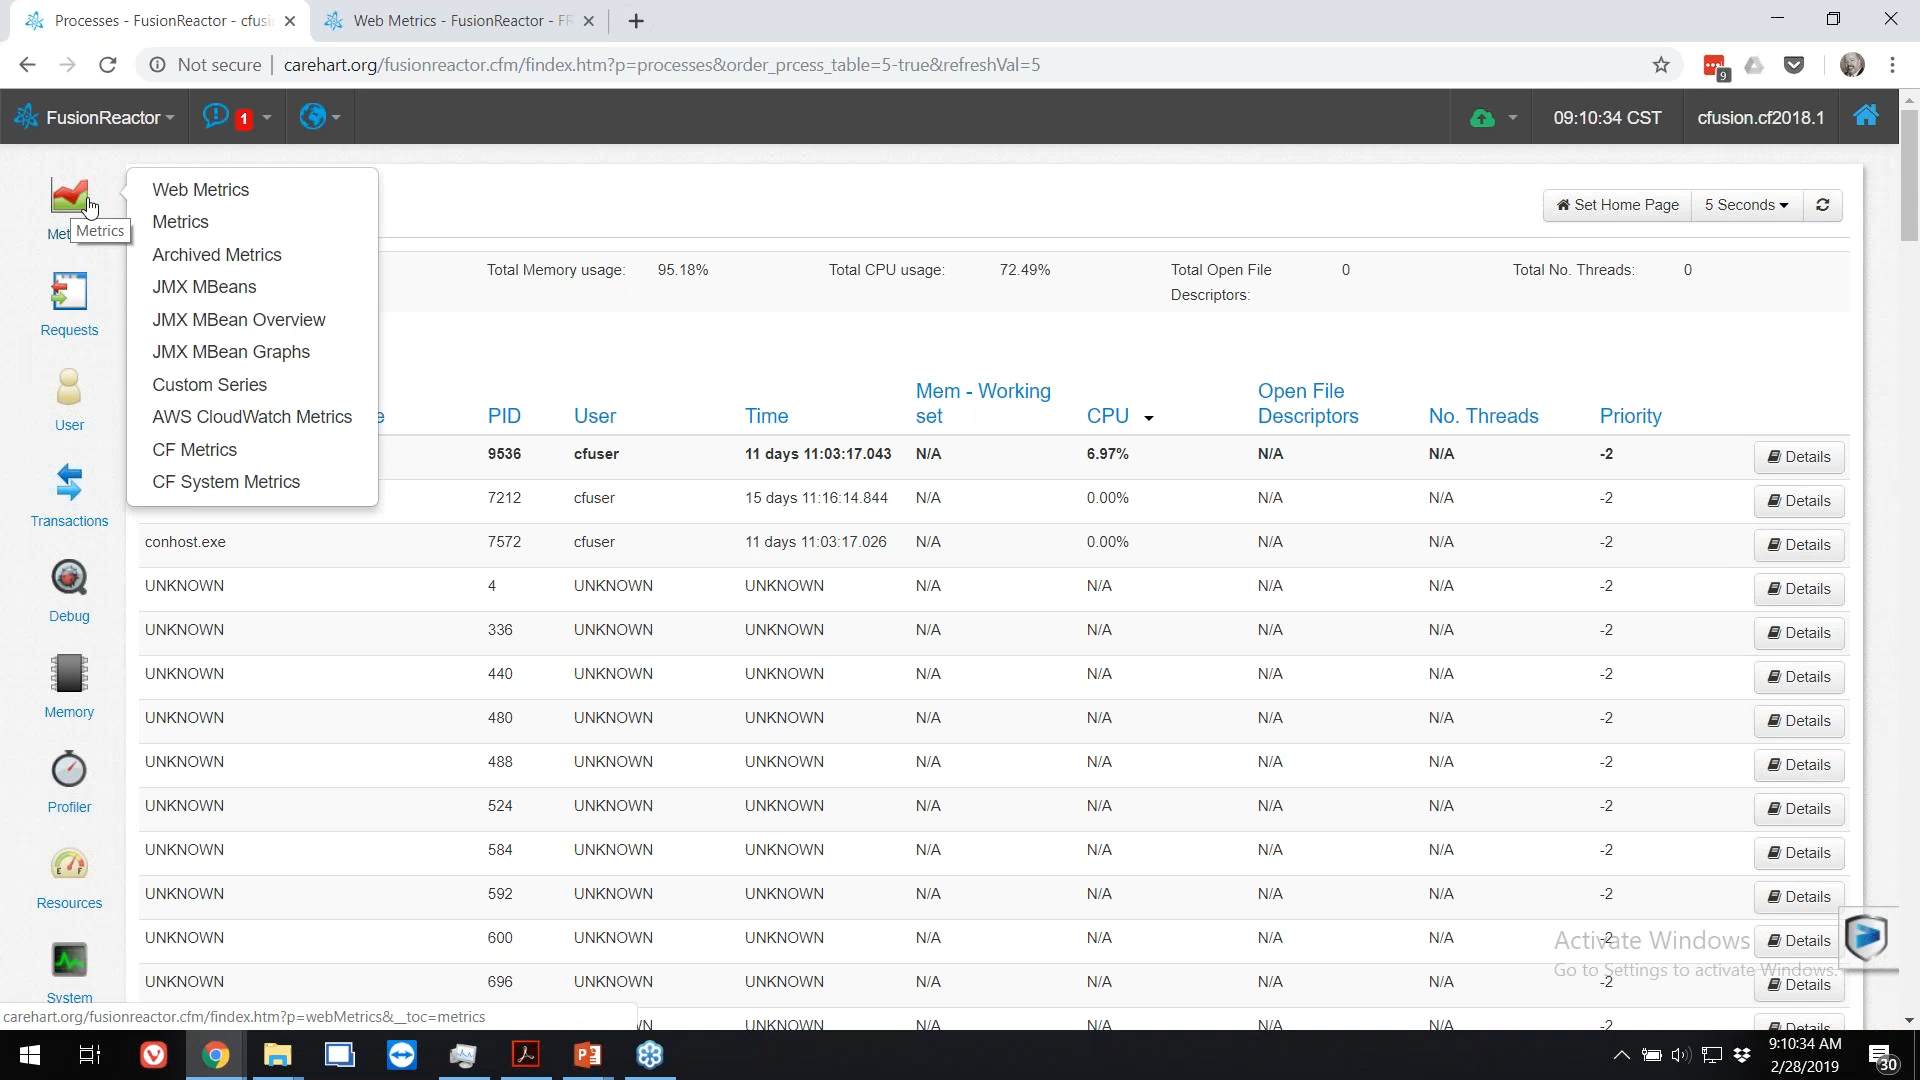 Processes - FusionReactor - cfusi
Web Metrics - FusionReactor - FR
Not secure
carehart.org/fusionreactor.cfm/findex.htm?p=processes&order_prcess_table=5-true&refreshVal=5
9
FusionReactor
1
09:10:34 CST
cfusion.cf2018.1
Metrics
Requests
User
Transactions
Debug
Memory
Profiler
Resources
System
Web Metrics
Metrics
Archived Metrics
JMX MBeans
JMX MBean Overview
JMX MBean Graphs
Custom Series
AWS CloudWatch Metrics
CF Metrics
CF System Metrics
Set Home Page
5 Seconds
Total Memory usage: 95.18% Total CPU usage: 72.49% Total Open File 0 Total No. Threads: 0
Descriptors:
Mem - Working Open File
e PID User Time set CPU Descriptors No. Threads Priority
9536 cfuser 11 days 11:03:17.043 N/A 6.97% N/A N/A -2 Details
7212 cfuser 15 days 11:16:14.844 N/A 0.00% N/A N/A -2 Details
conhost.exe 7572 cfuser 11 days 11:03:17.026 N/A 0.00% N/A N/A -2 Details
UNKNOWN 4 UNKNOWN UNKNOWN N/A N/A N/A N/A -2 Details
UNKNOWN 336 UNKNOWN UNKNOWN N/A N/A N/A N/A -2 Details
UNKNOWN 440 UNKNOWN UNKNOWN N/A N/A N/A N/A -2 Details
UNKNOWN 480 UNKNOWN UNKNOWN N/A N/A N/A N/A -2 Details
UNKNOWN 488 UNKNOWN UNKNOWN N/A N/A N/A N/A -2 Details
UNKNOWN 524 UNKNOWN UNKNOWN N/A N/A N/A N/A -2 Details
UNKNOWN 584 UNKNOWN UNKNOWN N/A N/A N/A N/A -2 Details
UNKNOWN 592 UNKNOWN UNKNOWN N/A N/A N/A N/A -2 Details
UNKNOWN 600 UNKNOWN UNKNOWN N/A N/A N/A N/A -2 Details
UNKNOWN 696 UNKNOWN UNKNOWN N/A N/A N/A N/A -2 Details
UNKNOWN N/A N/A N/A N/A -2 Details
Activate Windows
Go to Settings to activate Windows.
carehart.org/fusionreactor.cfm/findex.htm?p=webMetrics&__toc=metrics
9:10:34 AM
2/28/2019
30